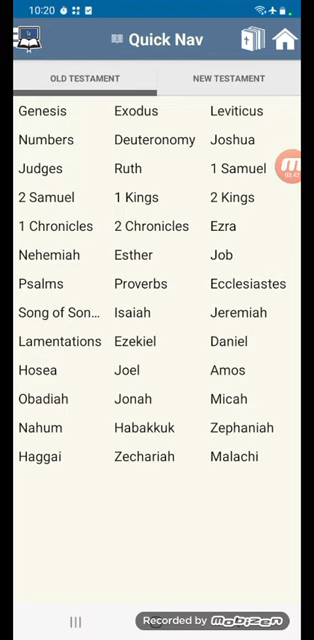 10:20
Quick Nav
OLD TESTAMENT NEW TESTAMENT
Genesis Exodus Leviticus
Numbers Deuteronomy Joshua
Judges Ruth 1 Samuel
2 Samuel 1 Kings 2 Kings
1 Chronicles 2 Chronicles Ezra
Nehemiah Esther Job
Psalms Proverbs Ecclesiastes
Song of Son... Isaiah Jeremiah
Lamentations Ezekiel Daniel
Hosea Joel Amos
Obadiah Jonah Micah
Nahum Habakkuk Zephaniah
Haggai Zechariah Malachi
Recorded by mobizen